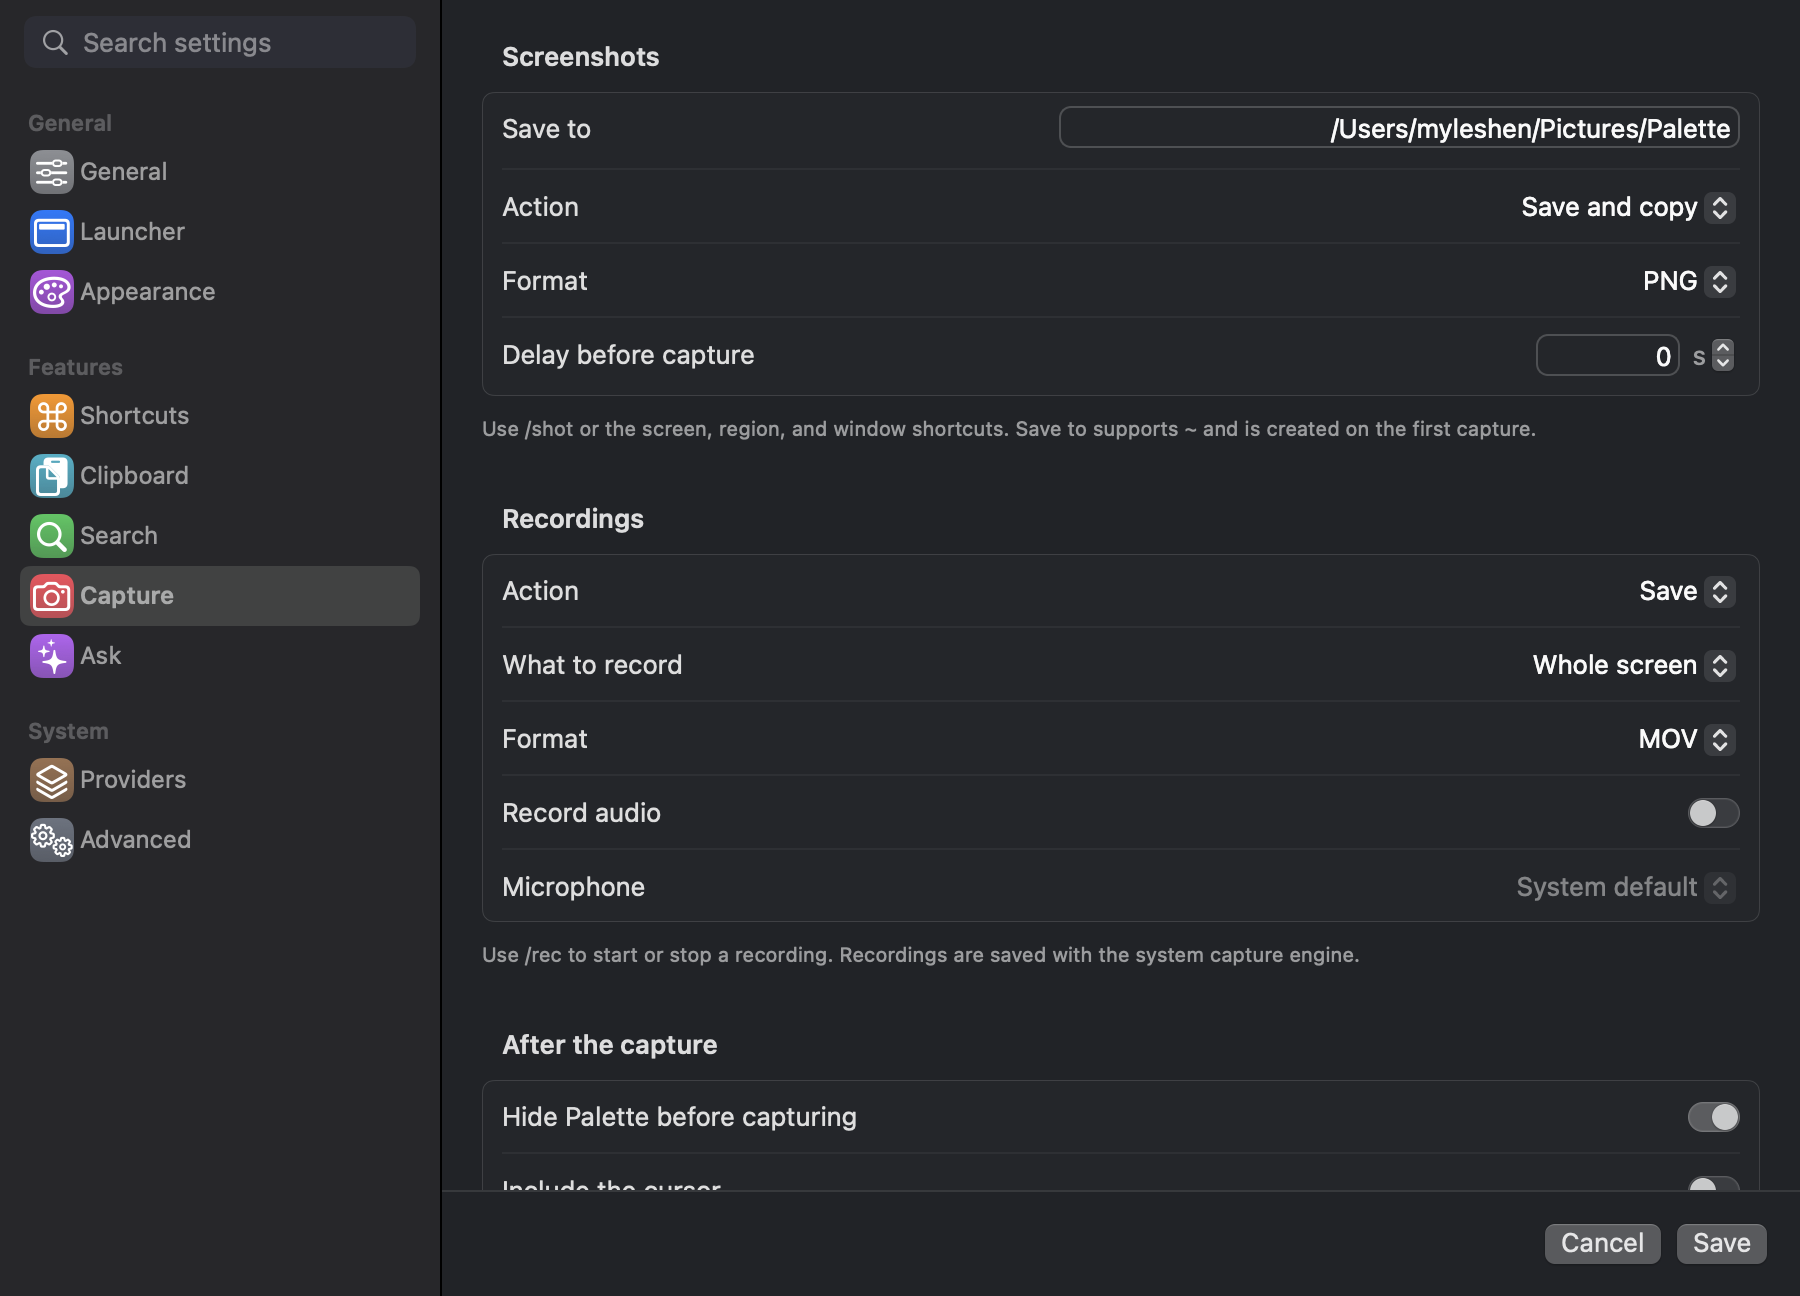 Search settings
General
General
Launcher
Appearance
Features
Shortcuts
Clipboard
Search
Capture
Ask
System
Providers
Advanced
Screenshots
Save to /Users/myleshen/Pictures/Palette
Action Save and copy
Format PNG
Delay before capture 0 s
Use /shot or the screen, region, and window shortcuts. Save to supports ~ and is created on the first capture.
Recordings
Action Save
What to record Whole screen
Format MOV
Record audio
Microphone System default
Use /rec to start or stop a recording. Recordings are saved with the system capture engine.
After the capture
Hide Palette before capturing
Include the cursor
Cancel Save